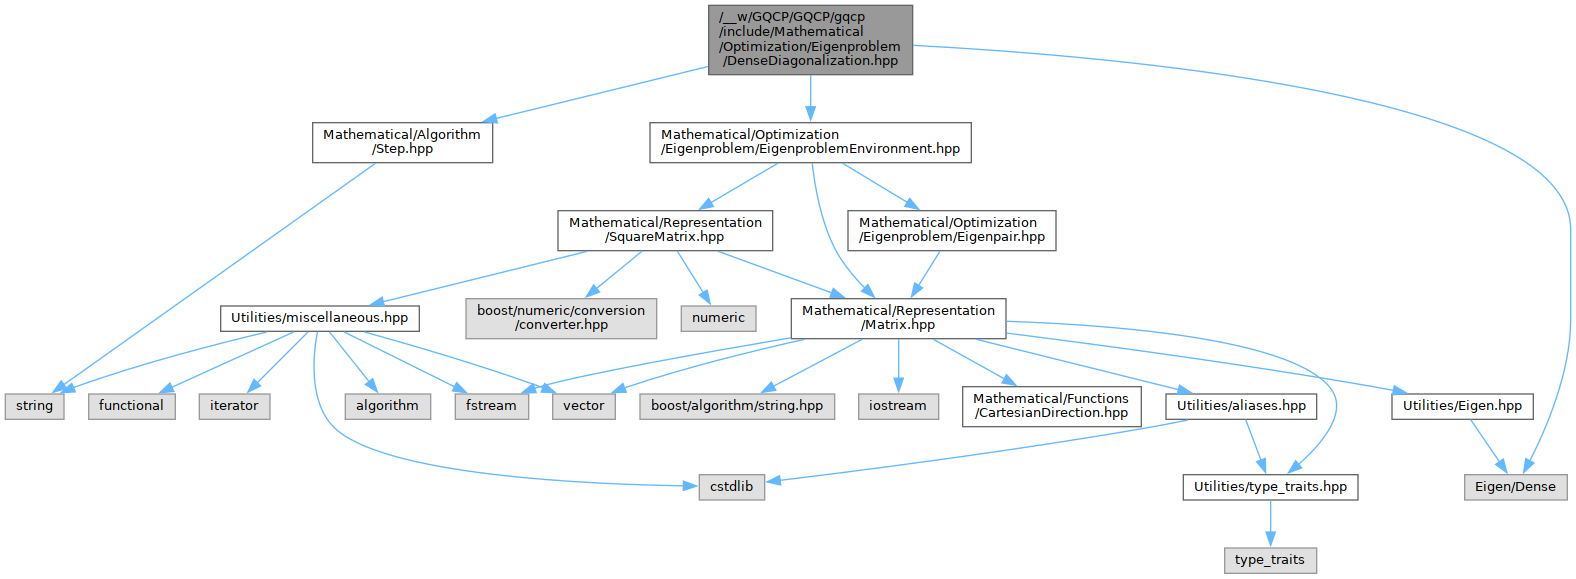 /__w/GQCP/GQCP/gqcp
/include/Mathematical
/Optimization/Eigenproblem
/DenseDiagonalization.hpp
Mathematical/Algorithm
/Step.hpp
Mathematical/Optimization
/Eigenproblem/EigenproblemEnvironment.hpp
Mathematical/Representation
/SquareMatrix.hpp
Mathematical/Optimization
/Eigenproblem/Eigenpair.hpp
Utilities/miscellaneous.hpp
boost/numeric/conversion
/converter.hpp
numeric
Mathematical/Representation
/Matrix.hpp
string
functional
iterator
algorithm
fstream
vector
boost/algorithm/string.hpp
iostream
Mathematical/Functions
/CartesianDirection.hpp
Utilities/aliases.hpp
Utilities/Eigen.hpp
cstdlib
Utilities/type_traits.hpp
Eigen/Dense
type_traits